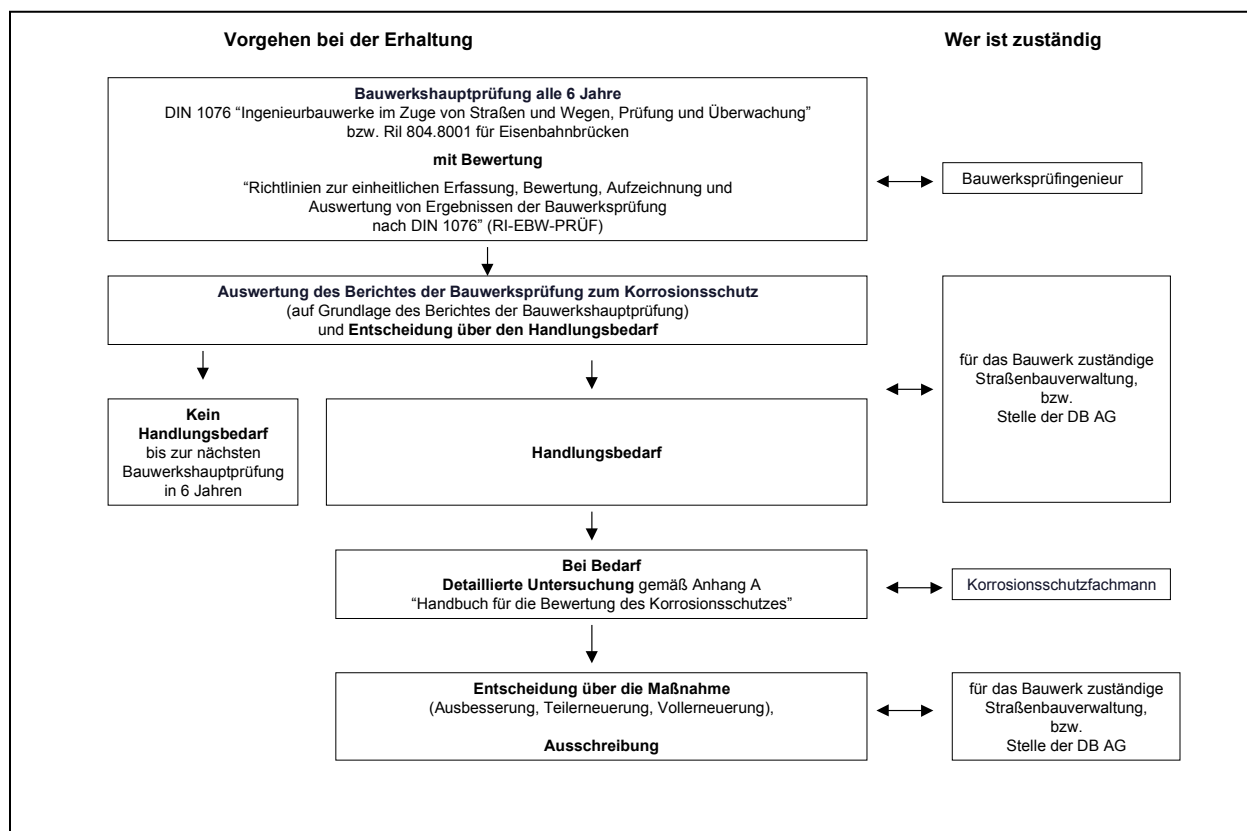 Vorgehen bei der Erhaltung
Wer ist zuständig
Bauwerkshauptprüfung alle 6 Jahre
DIN 1076 “Ingenieurbauwerke im Zuge von Straßen und Wegen, Prüfung und Überwachung”
bzw. Ril 804.8001 für Eisenbahnbrücken
mit Bewertung
“Richtlinien zur einheitlichen Erfassung, Bewertung, Aufzeichnung und
Auswertung von Ergebnissen der Bauwerksprüfung
nach DIN 1076” (RI-EBW-PRÜF)
Bauwerksprüfingenieur
Auswertung des Berichtes der Bauwerksprüfung zum Korrosionsschutz
(auf Grundlage des Berichtes der Bauwerkshauptprüfung)
und Entscheidung über den Handlungsbedarf
für das Bauwerk zuständige
Straßenbauverwaltung,
bzw.
Stelle der DB AG
Kein
Handlungsbedarf
bis zur nächsten
Bauwerkshauptprüfung
in 6 Jahren
Handlungsbedarf
Bei Bedarf
Detaillierte Untersuchung gemäß Anhang A
“Handbuch für die Bewertung des Korrosionsschutzes”
Korrosionsschutzfachmann
Entscheidung über die Maßnahme
(Ausbesserung, Teilerneuerung, Vollerneuerung),
Ausschreibung
für das Bauwerk zuständige
Straßenbauverwaltung,
bzw.
Stelle der DB AG